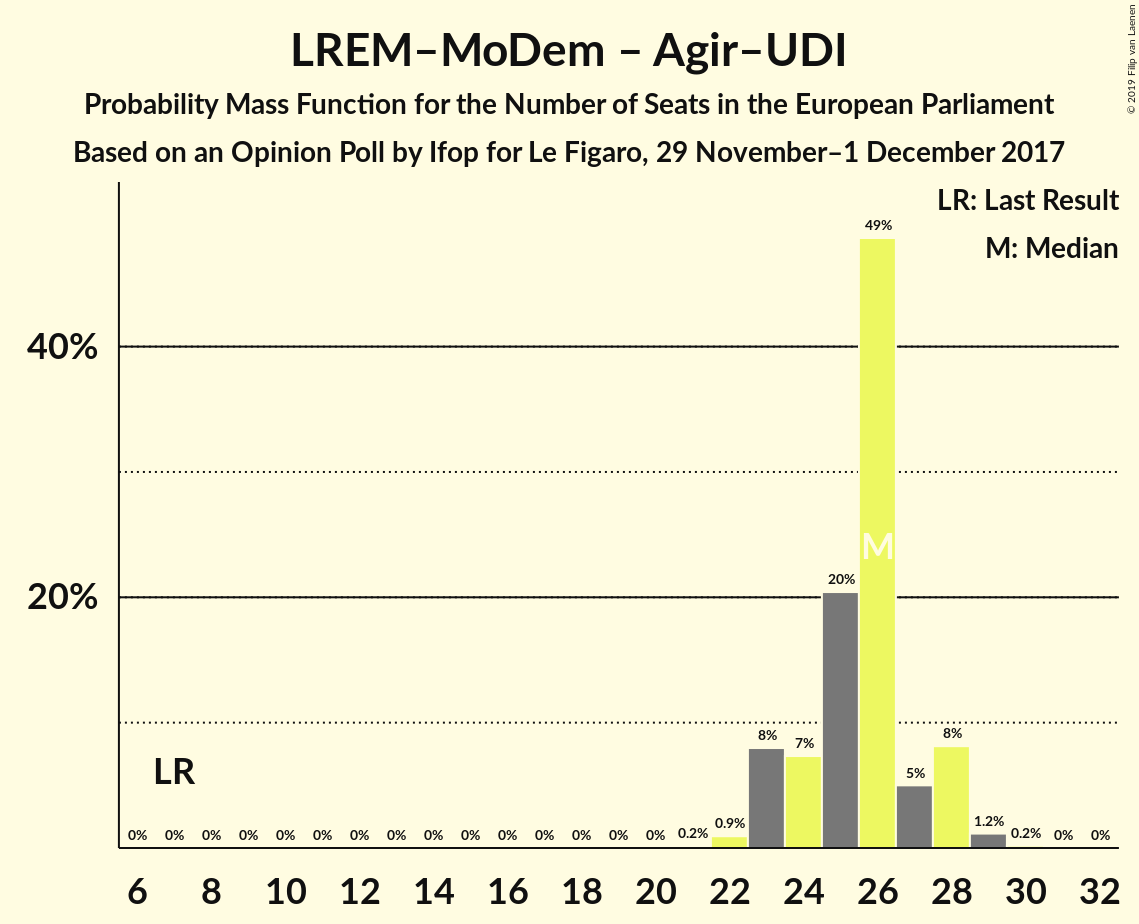 LREM–MoDem – Agir–UDI
Probability Mass Function for the Number of Seats in the European Parliament
Based on an Opinion Poll by Ifop for Le Figaro, 29 November–1 December 2017
© 2019 Filip van Laenen
LR: Last Result
M: Median
49%
40%
M
20%
20%
8%
7%
5%
8%
LR
0% 0% 0% 0% 0% 0% 0% 0% 0% 0% 0% 0% 0% 0% 0% 0.2% 0.9% 1.2% 0.2% 0% 0%
6 8 10 12 14 16 18 20 22 24 26 28 30 32